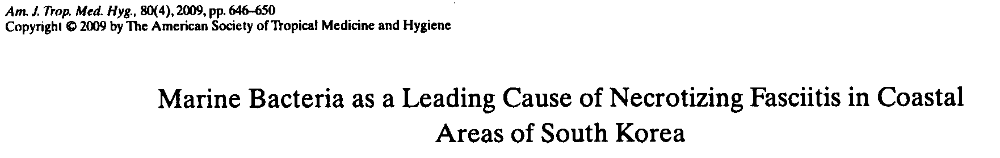 Am. J. Trop. Med. Hyg., 80(4), 2009, pp. 646–650
Copyright © 2009 by The American Society of Tropical Medicine and Hygiene
Marine Bacteria as a Leading Cause of Necrotizing Fasciitis in Coastal
Areas of South Korea